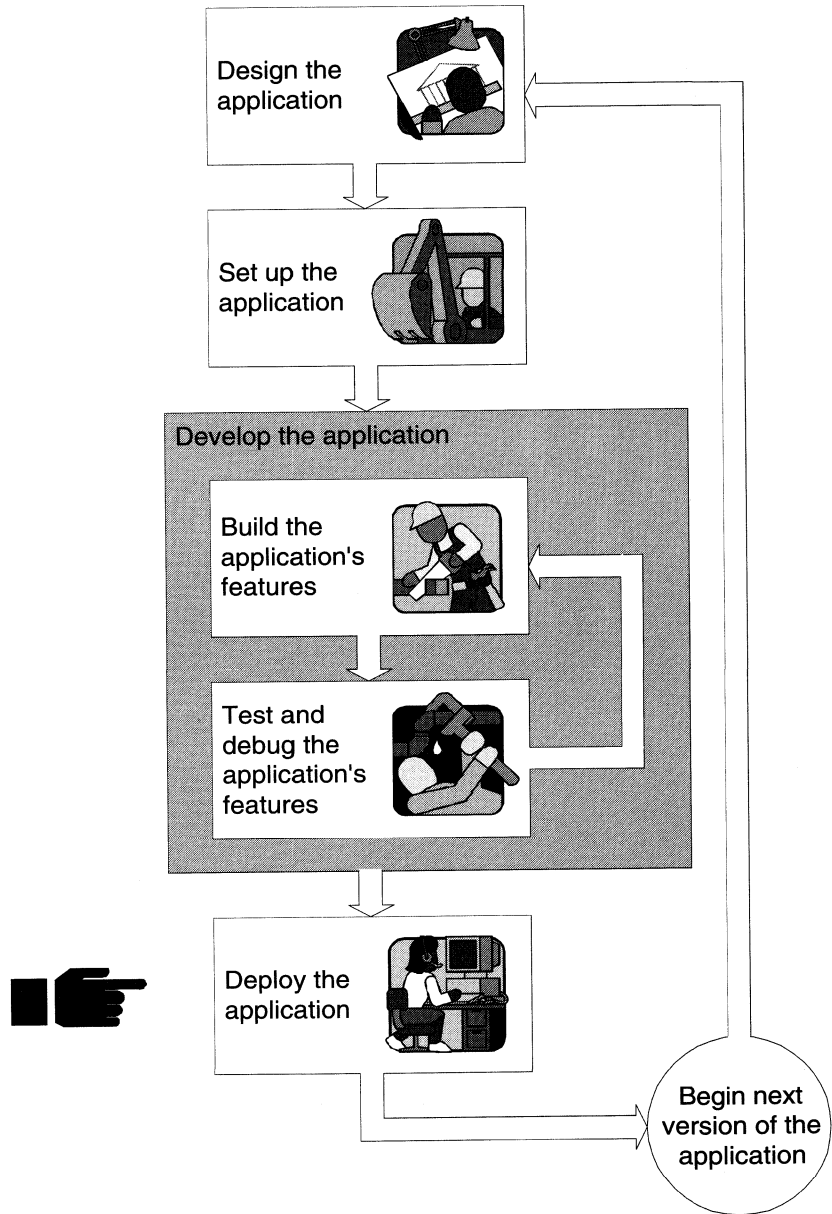 Design the
application
Set up the
application
Develop the application
Build the
application's
features
Test and
debug the
application's
features
Deploy the
application
Begin next
version of the
application